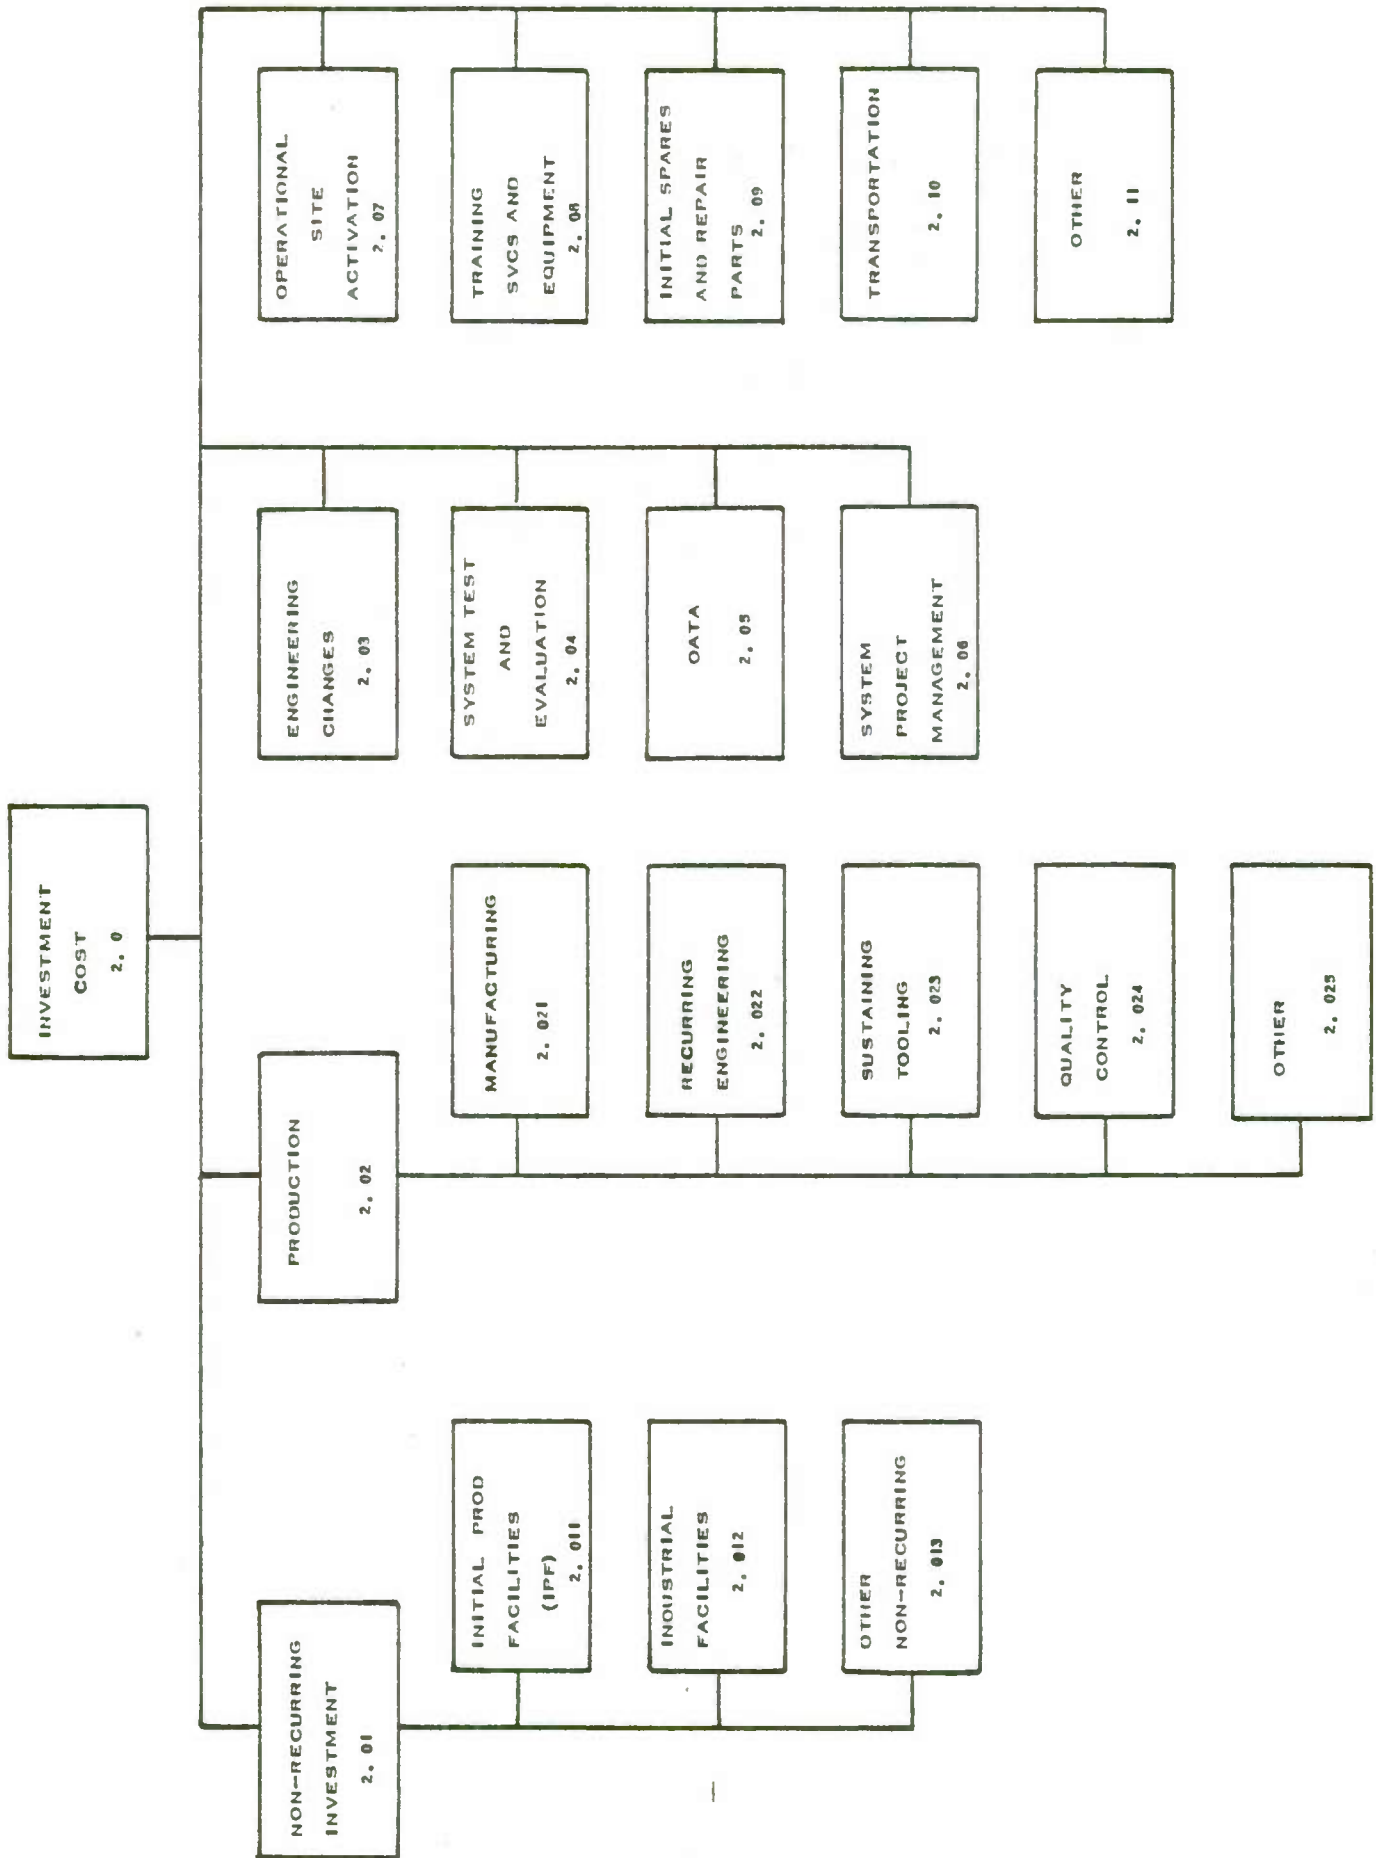 INVESTMENT
COST
2.0
NON-RECURRING
INVESTMENT
2.01
INITIAL PROD
FACILITIES
(IPF)
2.011
INDUSTRIAL
FACILITIES
2.012
OTHER
NON-RECURRING
2.013
PRODUCTION
2.02
MANUFACTURING
2.021
RECURRING
ENGINEERING
2.022
SUSTAINING
TOOLING
2.023
QUALITY
CONTROL
2.024
OTHER
2.025
ENGINEERING
CHANGES
2.03
SYSTEM TEST
AND
EVALUATION
2.04
DATA
2.05
SYSTEM
PROJECT
MANAGEMENT
2.06
OPERATIONAL
SITE
ACTIVATION
2.07
TRAINING
SVCS AND
EQUIPMENT
2.08
INITIAL SPARES
AND REPAIR
PARTS
2.09
TRANSPORTATION
2.10
OTHER
2.11